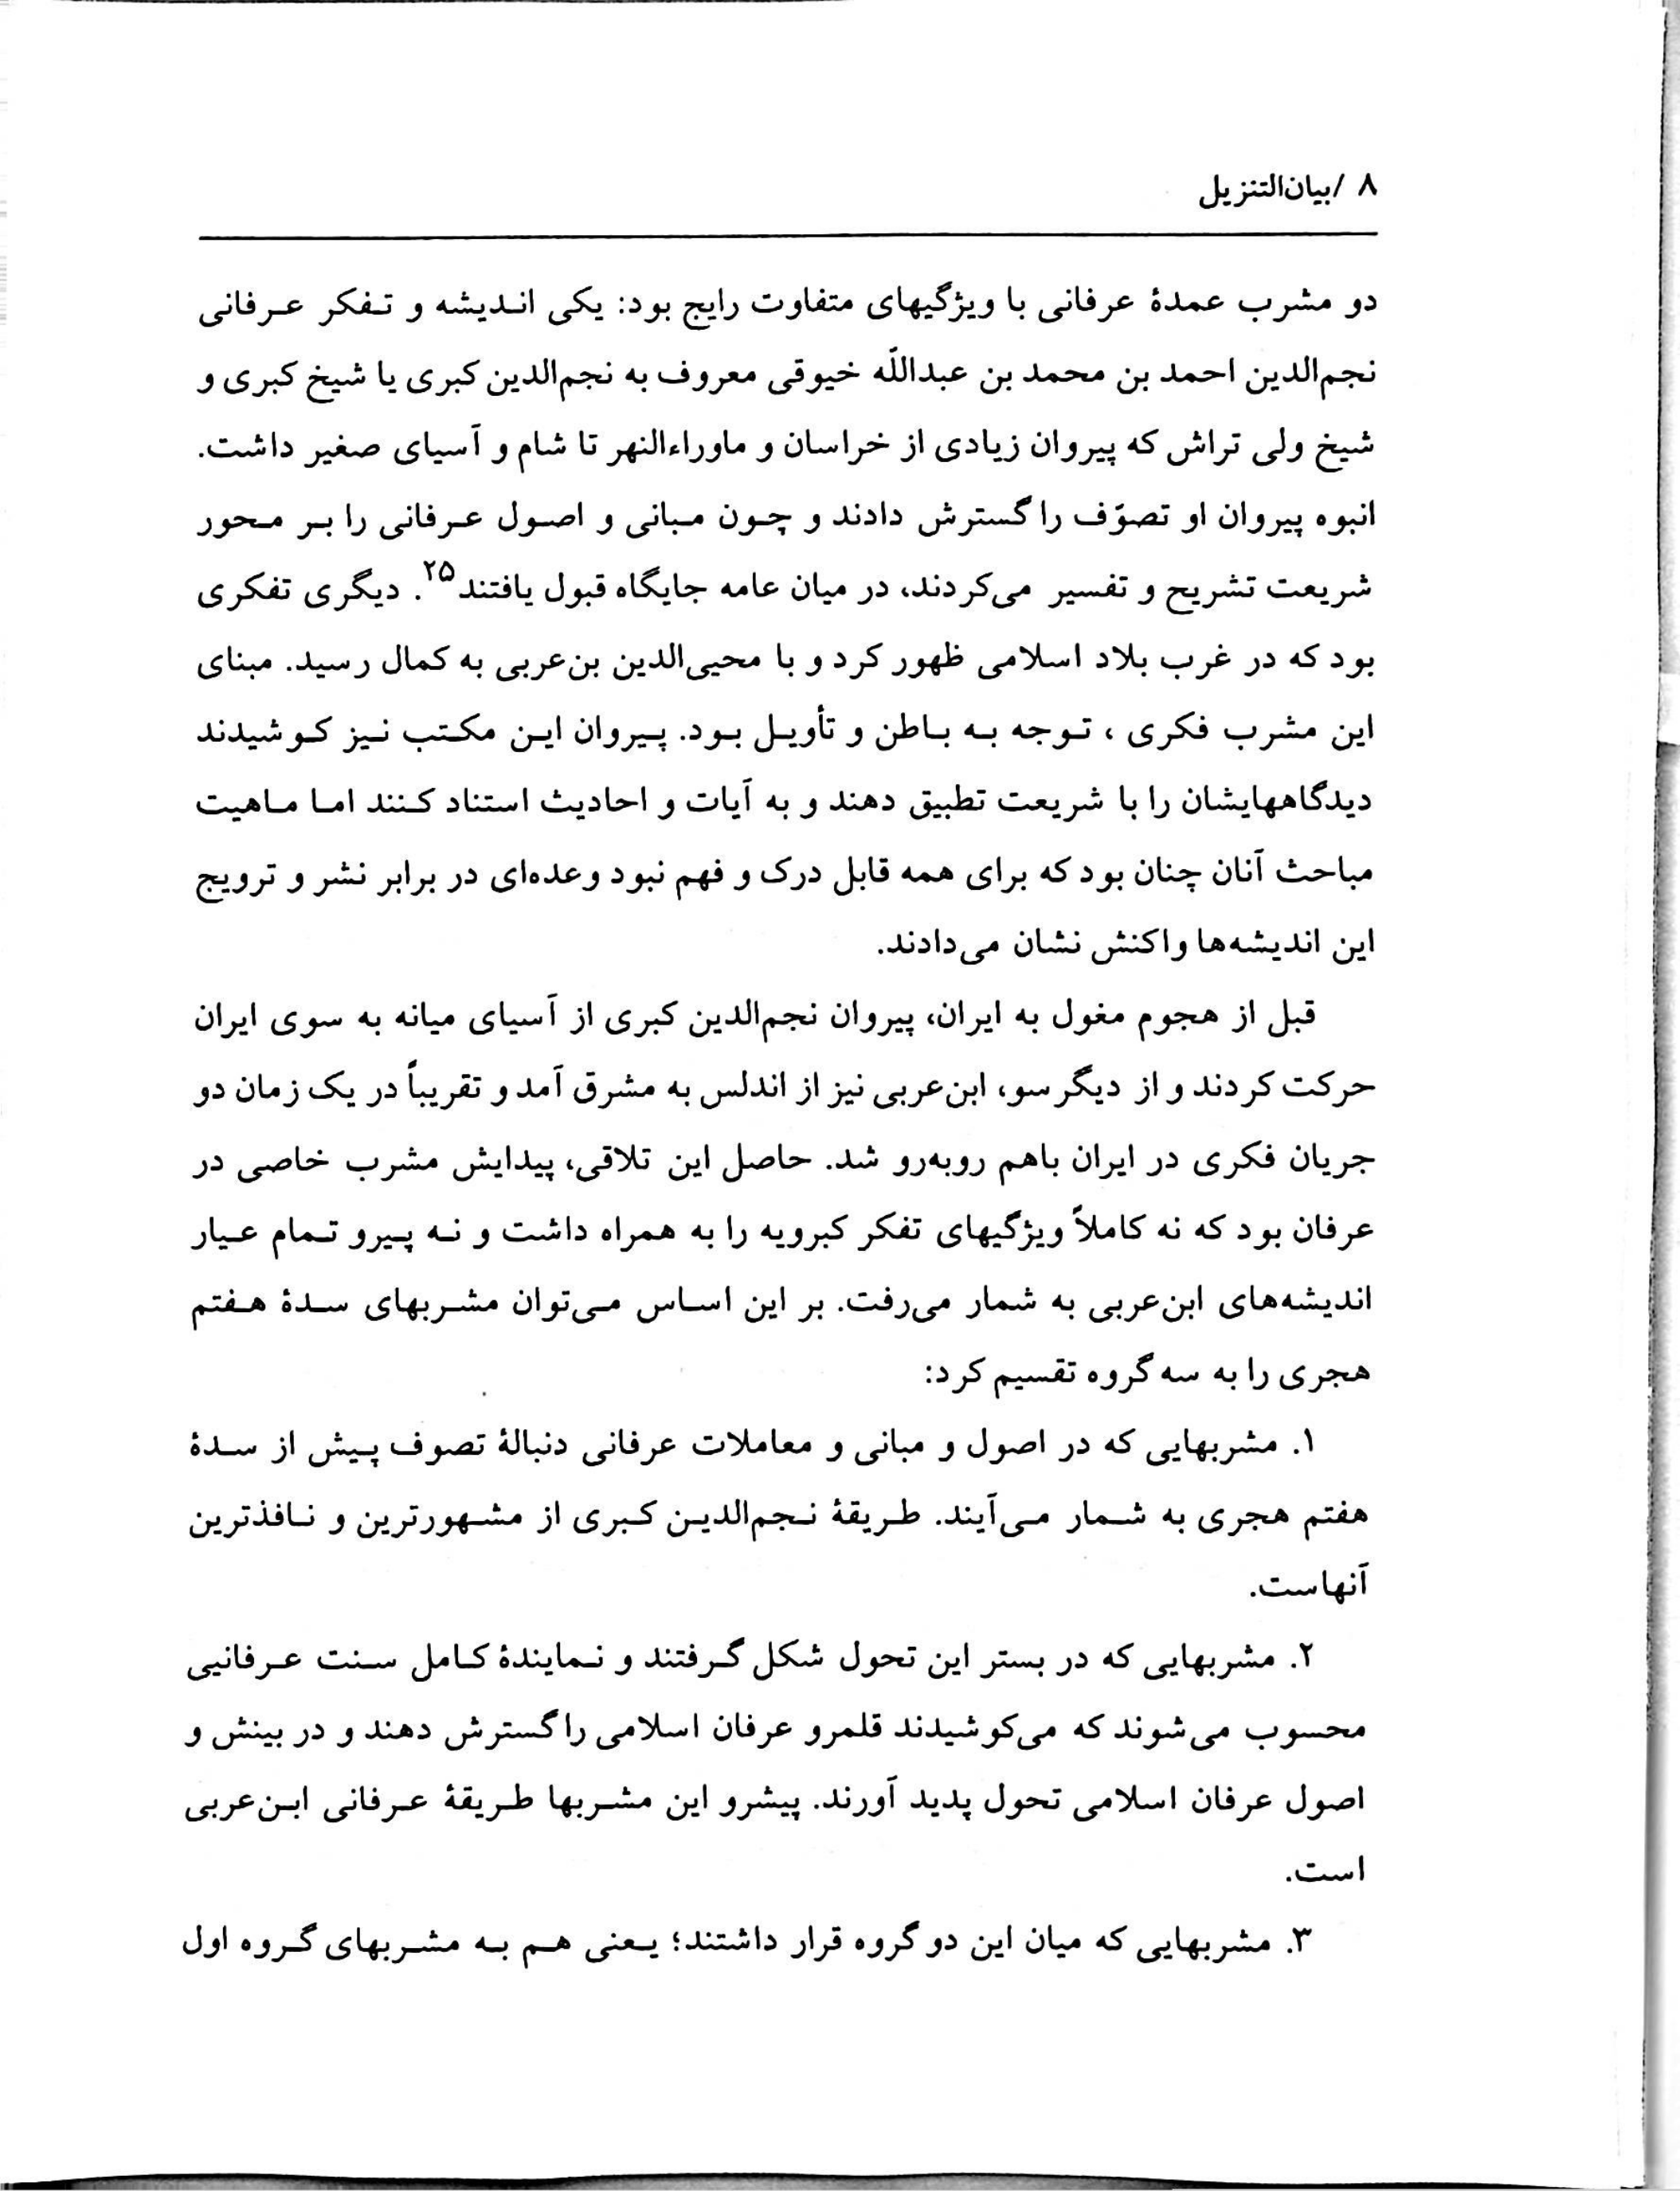 ۸ /بیان‌التنزیل
دو مشرب عمدهٔ عرفانی با ویژگیهای متفاوت رایج بود: یکی اندیشه و تفکر عرفانی
نجم‌الدین احمد بن محمد بن عبداللّه خیوقی معروف به نجم‌الدین کبری یا شیخ کبری و
شیخ ولی تراش که پیروان زیادی از خراسان و ماوراءالنهر تا شام و آسیای صغیر داشت.
انبوه پیروان او تصوّف را گسترش دادند و چون مبانی و اصول عرفانی را بر محور
شریعت تشریح و تفسیر می‌کردند، در میان عامه جایگاه قبول یافتند۲۵. دیگری تفکری
بود که در غرب بلاد اسلامی ظهور کرد و با محیی‌الدین بن‌عربی به کمال رسید. مبنای
این مشرب فکری ، توجه به باطن و تأویل بود. پیروان این مکتب نیز کوشیدند
دیدگاههایشان را با شریعت تطبیق دهند و به آیات و احادیث استناد کنند اما ماهیت
مباحث آنان چنان بود که برای همه قابل درک و فهم نبود وعده‌ای در برابر نشر و ترویج
این اندیشه‌ها واکنش نشان می‌دادند.
قبل از هجوم مغول به ایران، پیروان نجم‌الدین کبری از آسیای میانه به سوی ایران
حرکت کردند و از دیگر سو، ابن‌عربی نیز از اندلس به مشرق آمد و تقریباً در یک زمان دو
جریان فکری در ایران باهم روبه‌رو شد. حاصل این تلاقی، پیدایش مشرب خاصی در
عرفان بود که نه کاملاً ویژگیهای تفکر کبرویه را به همراه داشت و نه پیرو تمام عیار
اندیشه‌های ابن‌عربی به شمار می‌رفت. بر این اساس می‌توان مشربهای سدهٔ هفتم
هجری را به سه گروه تقسیم کرد:
۱. مشربهایی که در اصول و مبانی و معاملات عرفانی دنبالهٔ تصوف پیش از سدهٔ
هفتم هجری به شمار می‌آیند. طریقهٔ نجم‌الدین کبری از مشهورترین و نافذترین
آنهاست.
۲. مشربهایی که در بستر این تحول شکل گرفتند و نمایندهٔ کامل سنت عرفانیی
محسوب می‌شوند که می‌کوشیدند قلمرو عرفان اسلامی را گسترش دهند و در بینش و
اصول عرفان اسلامی تحول پدید آورند. پیشرو این مشربها طریقهٔ عرفانی ابن‌عربی
است.
۳. مشربهایی که میان این دو گروه قرار داشتند؛ یعنی هم به مشربهای گروه اول